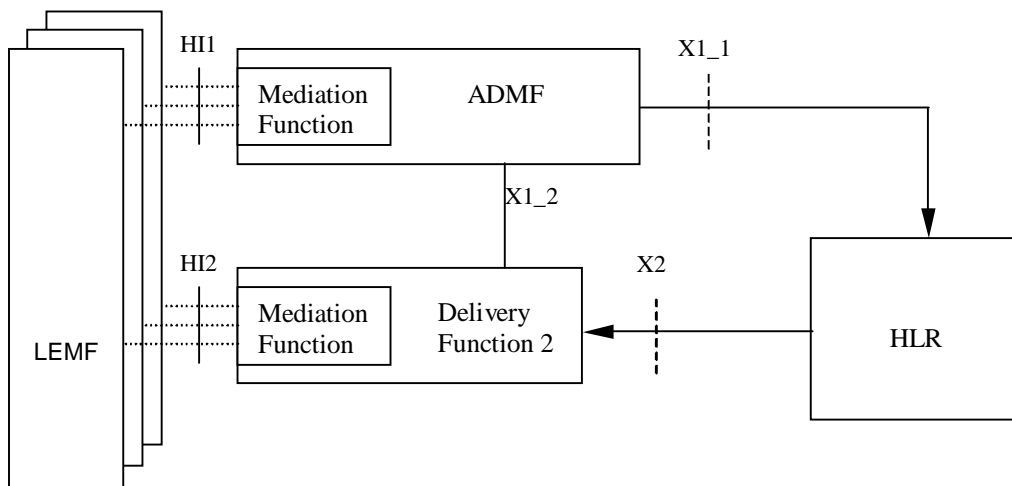 HI1
X1_1
Mediation
Function
ADMF
X1_2
HI2
X2
Mediation
Function
Delivery
Function 2
LEMF
HLR